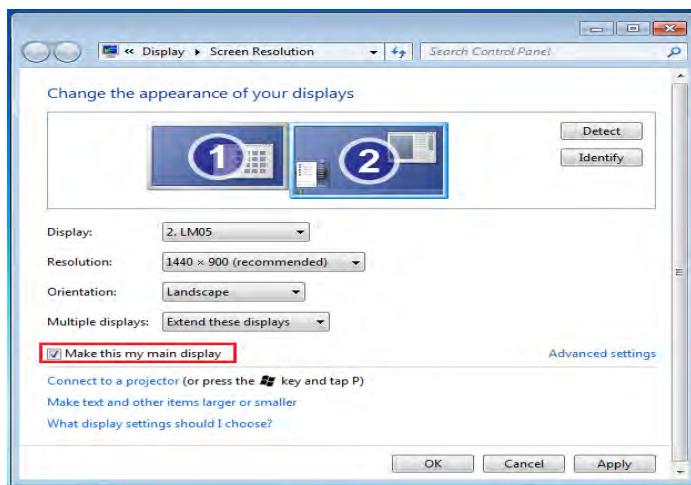 « Display ▸ Screen Resolution
Search Control Panel
Change the appearance of your displays
1
2
Detect
Identify
Display: 2. LM05
Resolution: 1440 × 900 (recommended)
Orientation: Landscape
Multiple displays: Extend these displays
Make this my main display
Advanced settings
Connect to a projector (or press the key and tap P)
Make text and other items larger or smaller
What display settings should I choose?
OK Cancel Apply